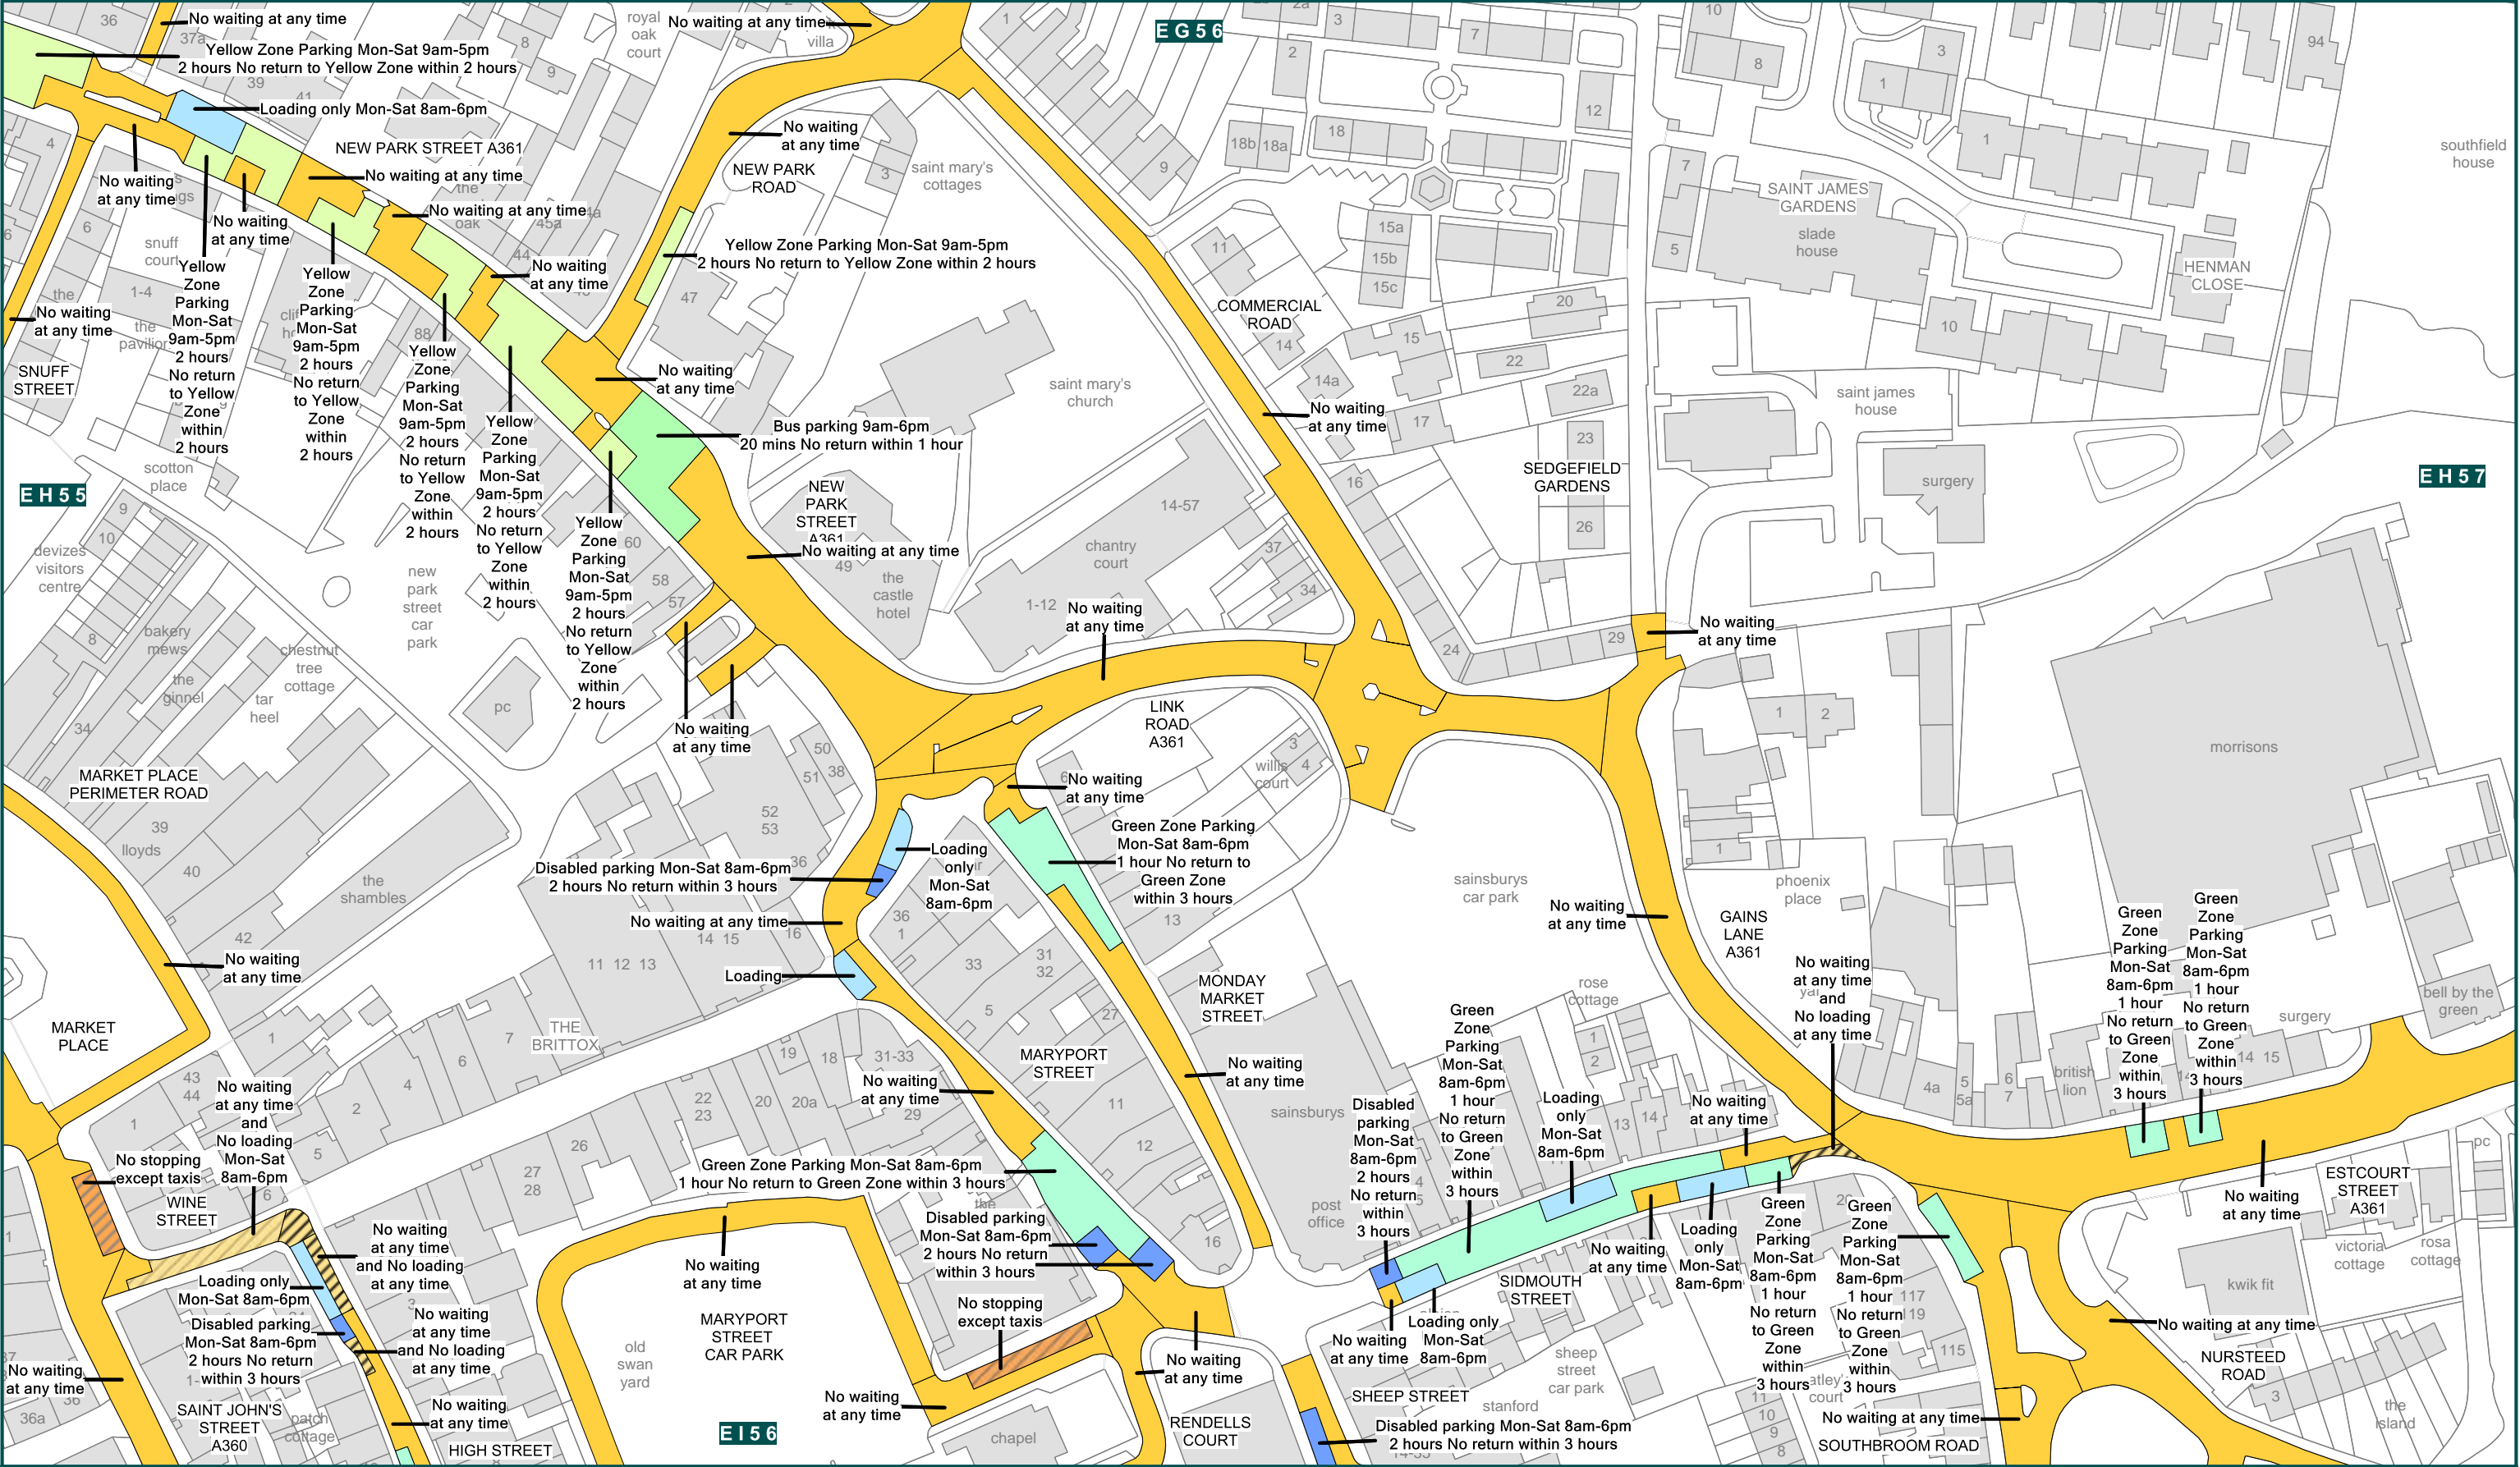 EG56
EH55
EH57
EI56
No waiting at any time
Yellow Zone Parking Mon-Sat 9am-5pm
2 hours No return to Yellow Zone within 2 hours
Loading only Mon-Sat 8am-6pm
NEW PARK STREET A361
No waiting at any time
No waiting at any time
No waiting
at any time
No waiting
at any time
No waiting
at any time
No waiting
at any time
SNUFF
STREET
Yellow
Zone
Parking
Mon-Sat
9am-5pm
2 hours
No return
to Yellow
Zone
within
2 hours
Yellow
Zone
Parking
Mon-Sat
9am-5pm
2 hours
No return
to Yellow
Zone
within
2 hours
Yellow
Zone
Parking
Mon-Sat
9am-5pm
2 hours
No return
to Yellow
Zone
within
2 hours
Yellow
Zone
Parking
Mon-Sat
9am-5pm
2 hours
No return
to Yellow
Zone
within
2 hours
Yellow
Zone
Parking
Mon-Sat
9am-5pm
2 hours
No return
to Yellow
Zone
within
2 hours
royal
oak
court
No waiting at any time
villa
No waiting
at any time
NEW PARK
ROAD
saint mary's
cottages
Yellow Zone Parking Mon-Sat 9am-5pm
2 hours No return to Yellow Zone within 2 hours
No waiting
at any time
Bus parking 9am-6pm
20 mins No return within 1 hour
saint mary's
church
NEW
PARK
STREET
A361
No waiting at any time
49
the
castle
hotel
chantry
court
14-57
1-12
37
34
No waiting
at any time
COMMERCIAL
ROAD
No waiting
at any time
SEDGEFIELD
GARDENS
SAINT JAMES
GARDENS
slade
house
HENMAN
CLOSE
southfield
house
saint james
house
surgery
morrisons
No waiting
at any time
snuff
court
1-4
the
scotton
place
devizes
visitors
centre
new
park
street
car
park
bakery
mews
the
ginnel
chestnut
tree
cottage
tar
heel
pc
MARKET PLACE
PERIMETER ROAD
lloyds
the
shambles
No waiting
at any time
No waiting
at any time
MARKET
PLACE
THE
BRITTOX
LINK
ROAD
A361
willis
court
No waiting
at any time
Green Zone Parking
Mon-Sat 8am-6pm
1 hour No return to
Green Zone
within 3 hours
Loading
only
Mon-Sat
8am-6pm
Disabled parking Mon-Sat 8am-6pm
2 hours No return within 3 hours
No waiting at any time
Loading
sainsburys
car park
No waiting
at any time
GAINS
LANE
A361
phoenix
place
No waiting
at any time
and
No loading
at any time
MONDAY
MARKET
STREET
No waiting
at any time
MARYPORT
STREET
No waiting
at any time
sainsburys
post
office
rose
cottage
Disabled
parking
Mon-Sat
8am-6pm
2 hours
No return
within
3 hours
Green
Zone
Parking
Mon-Sat
8am-6pm
1 hour
No return
to Green
Zone
within
3 hours
Loading
only
Mon-Sat
8am-6pm
No waiting
at any time
Green
Zone
Parking
Mon-Sat
8am-6pm
1 hour
No return
to Green
Zone
within
3 hours
Green
Zone
Parking
Mon-Sat
8am-6pm
1 hour
No return
to Green
Zone
within
3 hours
british
lion
surgery
bell by the
green
pc
No waiting
at any time
ESTCOURT
STREET
A361
victoria
cottage
rosa
cottage
kwik fit
No waiting at any time
NURSTEED
ROAD
the
island
No waiting
at any time
and
No loading
Mon-Sat
8am-6pm
No stopping
except taxis
WINE
STREET
Loading only
Mon-Sat 8am-6pm
Disabled parking
Mon-Sat 8am-6pm
2 hours No return
within 3 hours
No waiting
at any time
and No loading
at any time
No waiting
at any time
and No loading
at any time
No waiting
at any time
SAINT JOHN'S
STREET
A360
patch
cottage
No waiting
at any time
HIGH STREET
Green Zone Parking Mon-Sat 8am-6pm
1 hour No return to Green Zone within 3 hours
Disabled parking
Mon-Sat 8am-6pm
2 hours No return
within 3 hours
No waiting
at any time
MARYPORT
STREET
CAR PARK
old
swan
yard
No stopping
except taxis
No waiting
at any time
chapel
No waiting
at any time
RENDELLS
COURT
No waiting
at any time
Loading only
Mon-Sat
8am-6pm
SIDMOUTH
STREET
No waiting
at any time
Loading
only
Mon-Sat
8am-6pm
Green
Zone
Parking
Mon-Sat
8am-6pm
1 hour
No return
to Green
Zone
within
3 hours
Green
Zone
Parking
Mon-Sat
8am-6pm
1 hour
No return
to Green
Zone
within
3 hours
sheep
street
car park
SHEEP STREET
stanford
Disabled parking Mon-Sat 8am-6pm
2 hours No return within 3 hours
court
No waiting at any time
SOUTHBROOM ROAD